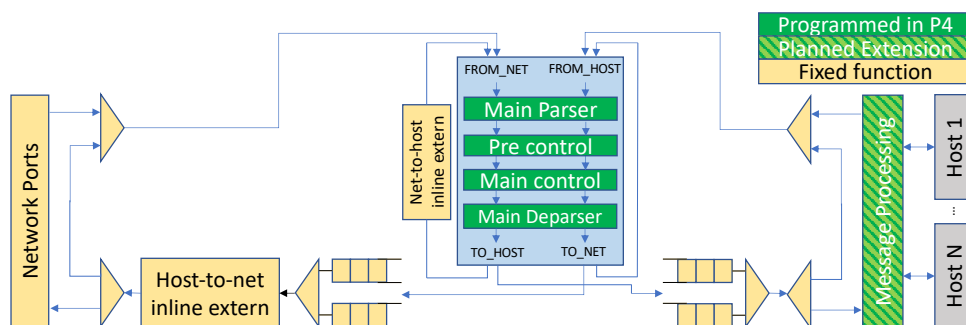 Programmed in P4
Planned Extension
Fixed function
FROM_NET
FROM_HOST
Main Parser
Pre control
Main control
Main Deparser
TO_HOST
TO_NET
Net-to-host
inline extern
Network Ports
Host-to-net
inline extern
Message Processing
Host 1
...
Host N